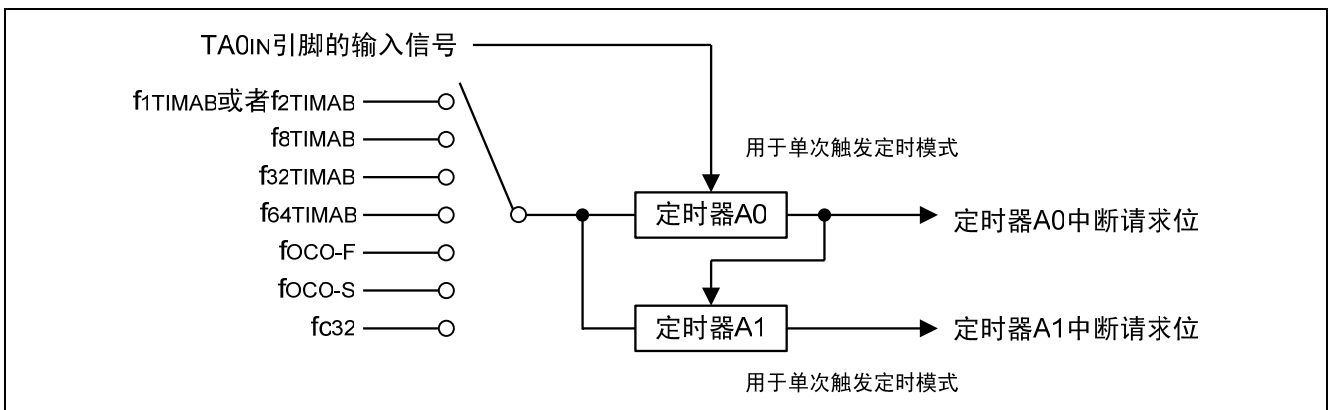 TA0IN引脚的输入信号
f1TIMAB或者f2TIMAB
f8TIMAB
f32TIMAB
f64TIMAB
fOCO-F
fOCO-S
fC32
用于单次触发定时模式
定时器A0
定时器A0中断请求位
定时器A1
定时器A1中断请求位
用于单次触发定时模式